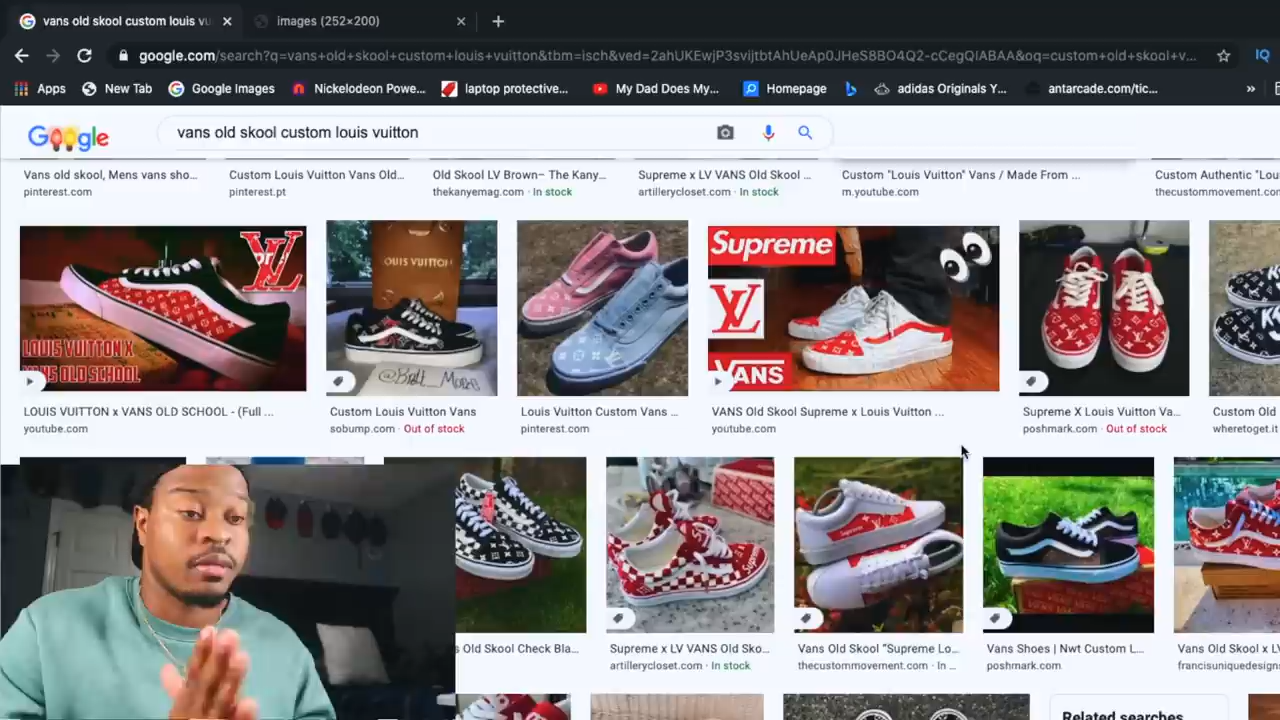 vans old skool custom louis vu
images (252×200)
google.com/search?q=vans+old+skool+custom+louis+vuitton&tbm=isch&ved=2ahUKEwjP3svijtbtAhUeAp0JHeS8BO4Q2-cCegQIABAA&oq=custom+old+skool+v...
IQ
Apps
New Tab
Google Images
Nickelodeon Powe...
laptop protective...
My Dad Does My...
Homepage
adidas Originals Y...
antarcade.com/tic...
»
Google
vans old skool custom louis vuitton
Vans old skool, Mens vans sho...
pinterest.com
Custom Louis Vuitton Vans Old...
pinterest.pt
Old Skool LV Brown– The Kany...
thekanyemag.com · In stock
Supreme x LV VANS Old Skool ...
artillerycloset.com · In stock
Custom "Louis Vuitton" Vans / Made From ...
m.youtube.com
Custom Authentic "Lou
thecustommovement.com
LV
LOUIS VUITTON X
VANS OLD SCHOOL
LOUIS VUITTON
Supreme
LV
VANS
LOUIS VUITTON x VANS OLD SCHOOL - (Full ...
youtube.com
Custom Louis Vuitton Vans
sobump.com · Out of stock
Louis Vuitton Custom Vans ...
pinterest.com
VANS Old Skool Supreme x Louis Vuitton ...
youtube.com
Supreme X Louis Vuitton Va...
poshmark.com · Out of stock
Custom Old
wheretoget.it
Supreme
s Old Skool Check Bla...
Supreme x LV VANS Old Sko...
artillerycloset.com · In stock
Vans Old Skool "Supreme Lo...
thecustommovement.com · In ...
Vans Shoes | Nwt Custom L...
poshmark.com
Vans Old Skool x LV
francisuniquedesigns
Related searches